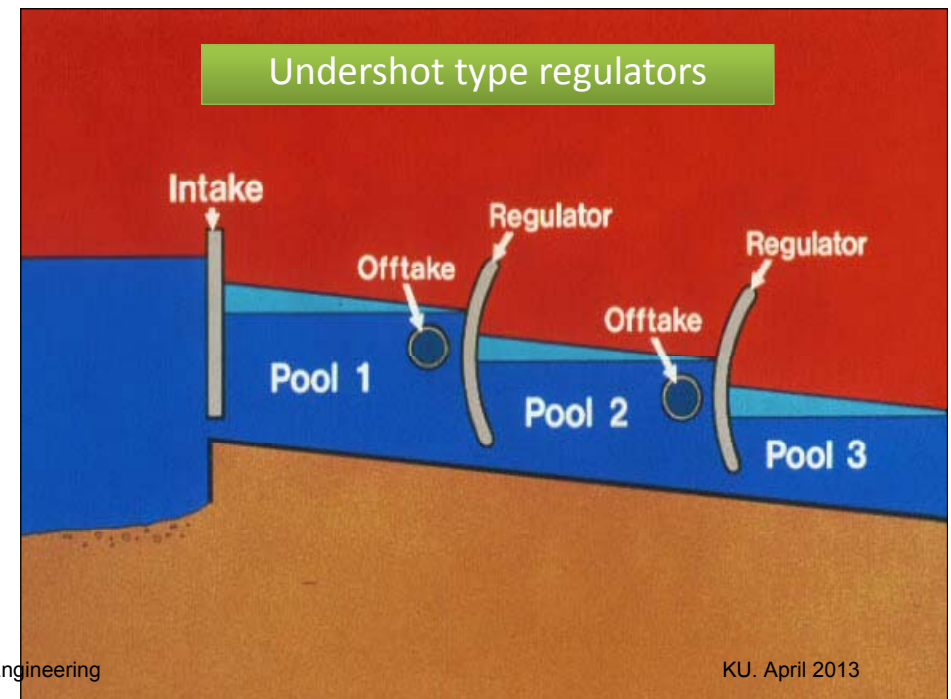 Undershot type regulators
Intake
Regulator
Regulator
Offtake
Offtake
Pool 1
Pool 2
Pool 3
ngineering
KU. April 2013